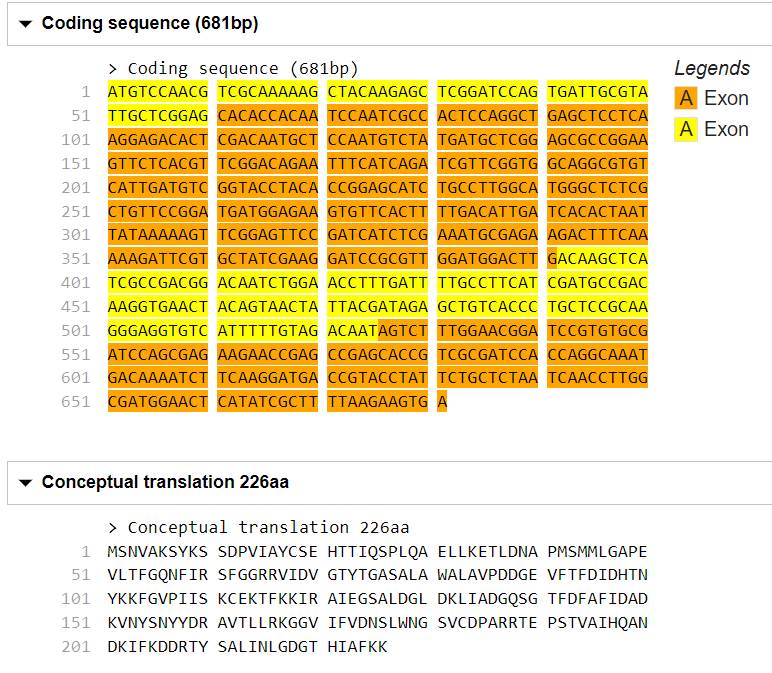 Coding sequence (681bp)
> Coding sequence (681bp)
Legends
1 ATGTCCAACG TCGCAAAAAG CTACAAGAGC TCGGATCCAG TGATTGCGTA
A Exon
51 TTGCTCGGAG CACACCACAA TCCAATCGCC ACTCCAGGCT GAGCTCCTCA
A Exon
101 AGGAGACACT CGACAATGCT CCAATGTCTA TGATGCTCGG AGCGCCGGAA
151 GTTCTCACGT TCGGACAGAA TTTCATCAGA TCGTTCGGTG GCAGGCGTGT
201 CATTGATGTC GGTACCTACA CCGGAGCATC TGCCTTGGCA TGGGCTCTCG
251 CTGTTCCGGA TGATGGAGAA GTGTTCACTT TTGACATTGA TCACACTAAT
301 TATAAAAAGT TCGGAGTTCC GATCATCTCG AAATGCGAGA AGACTTTCAA
351 AAAGATTCGT GCTATCGAAG GATCCGCGTT GGATGGACTT GACAAGCTCA
401 TCGCCGACGG ACAATCTGGA ACCTTTGATT TTGCCTTCAT CGATGCCGAC
451 AAGGTGAACT ACAGTAACTA TTACGATAGA GCTGTCACCC TGCTCCGCAA
501 GGGAGGTGTC ATTTTTGTAG ACAATAGTCT TTGGAACGGA TCCGTGTGCG
551 ATCCAGCGAG AAGAACCGAG CCGAGCACCG TCGCGATCCA CCAGGCAAAT
601 GACAAAATCT TCAAGGATGA CCGTACCTAT TCTGCTCTAA TCAACCTTGG
651 CGATGGAACT CATATCGCTT TTAAGAAGTG A
Conceptual translation 226aa
> Conceptual translation 226aa
1 MSNVAKSYKS SDPVIAYCSE HTTIQSPLQA ELLKETLDNA PMSMMLGAPE
51 VLTFGQNFIR SFGGRRVIDV GTYTGASALA WALAVPDDGE VFTFDIDHTN
101 YKKFGVPIIS KCEKTFKKIR AIEGSALDGL DKLIADGQSG TFDFAFIDAD
151 KVNYSNYYDR AVTLLRKGGV IFVDNSLWNG SVCDPARRTE PSTVAIHQAN
201 DKIFKDDRTY SALINLGDGT HIAFKK